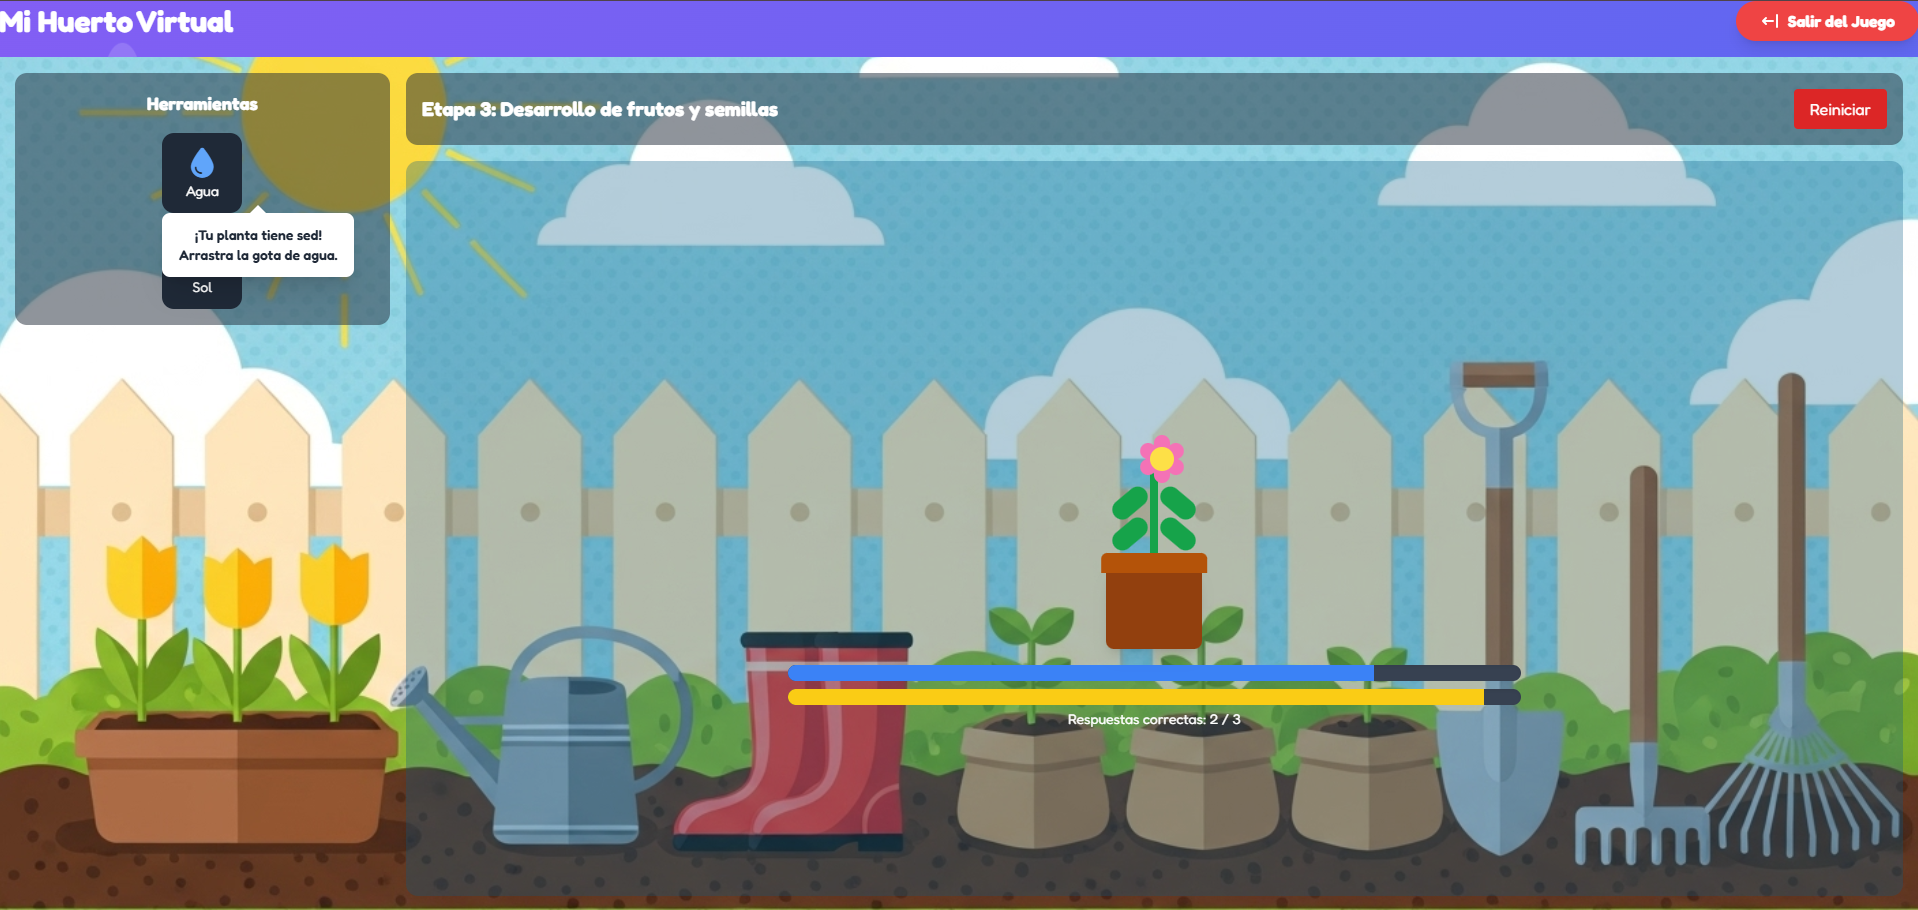 Mi Huerto Virtual
Salir del Juego
Herramientas
Etapa 3: Desarrollo de frutos y semillas
Reiniciar
Agua
¡Tu planta tiene sed!
Arrastra la gota de agua.
Sol
Respuestas correctas: 2 / 3